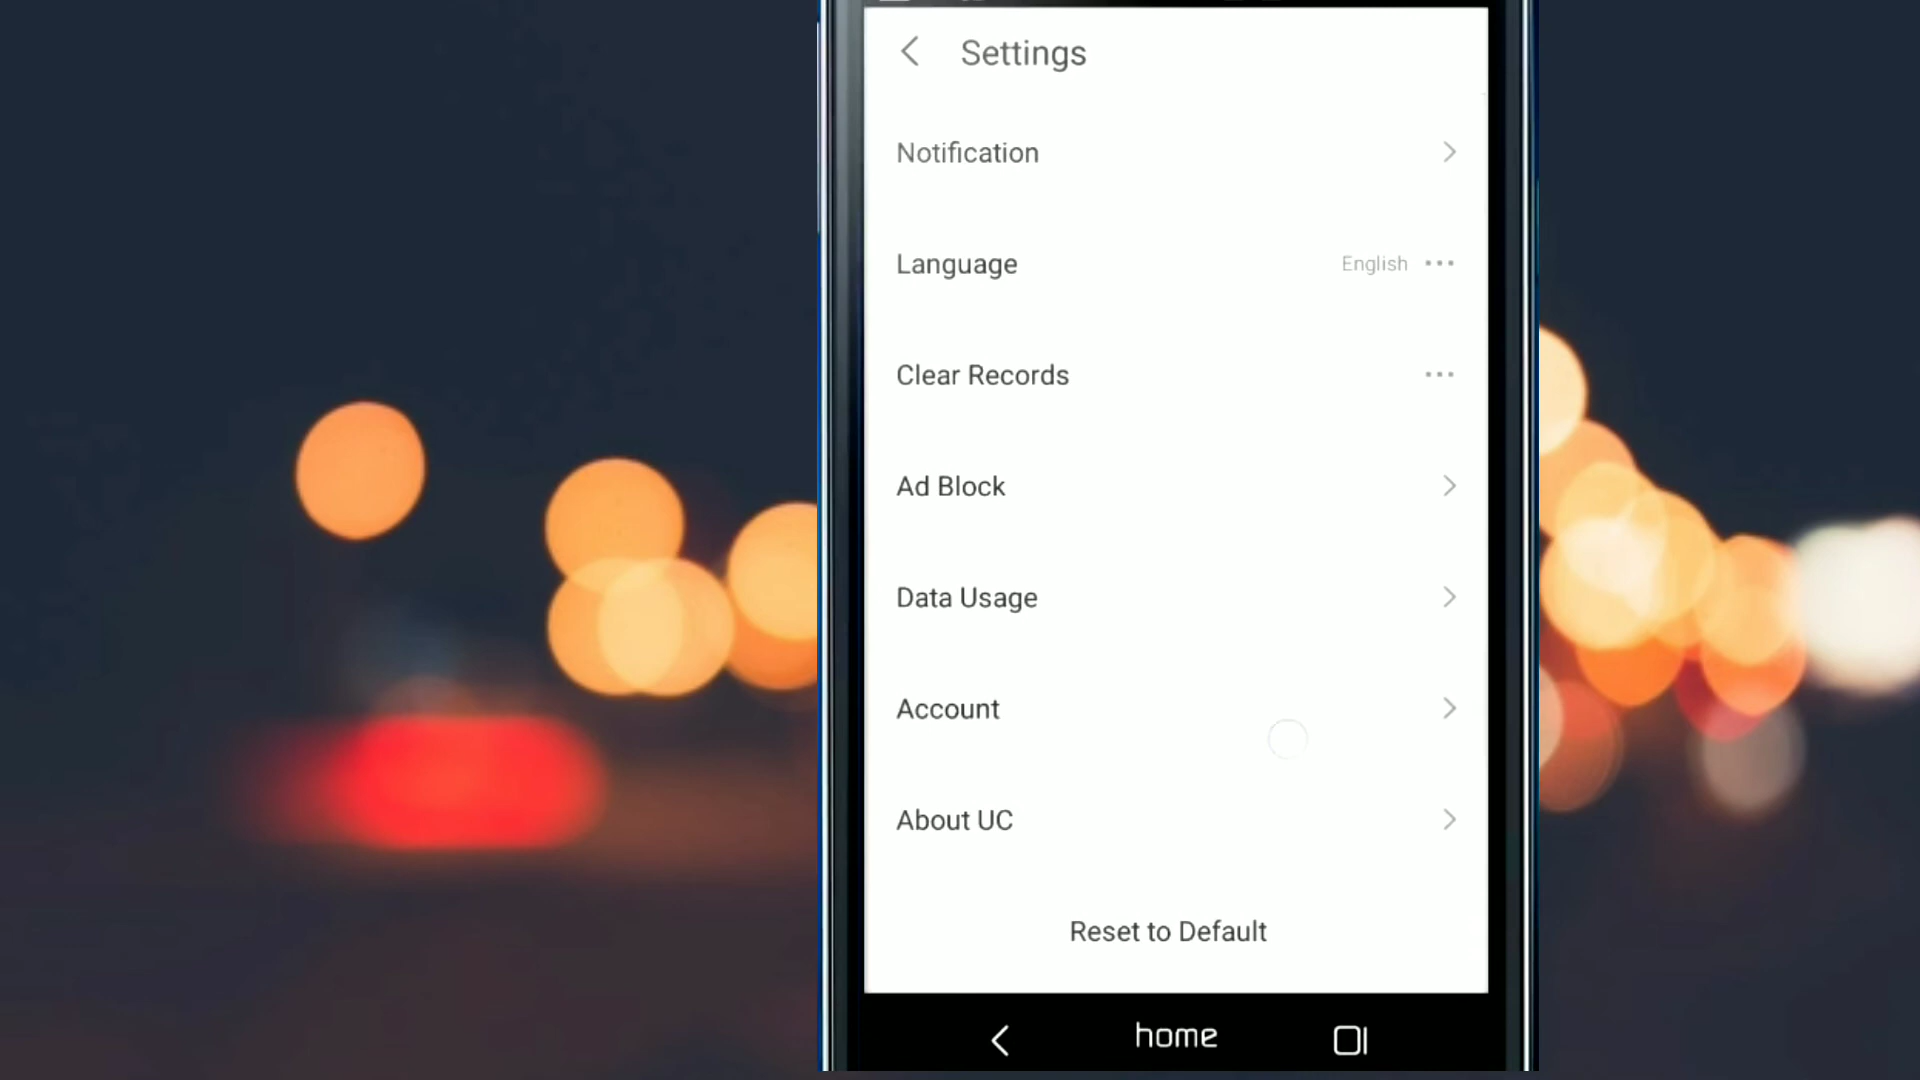 Settings
Notification
Language English
Clear Records
Ad Block
Data Usage
Account
About UC
Reset to Default
home